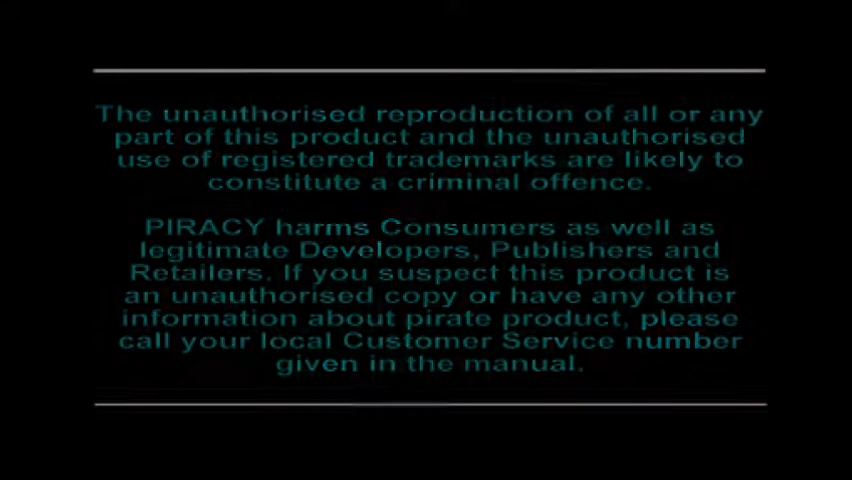 The unauthorised reproduction of all or any
part of this product and the unauthorised
use of registered trademarks are likely to
constitute a criminal offence.
PIRACY harms Consumers as well as
legitimate Developers, Publishers and
Retailers. If you suspect this product is
an unauthorised copy or have any other
information about pirate product, please
call your local Customer Service number
given in the manual.